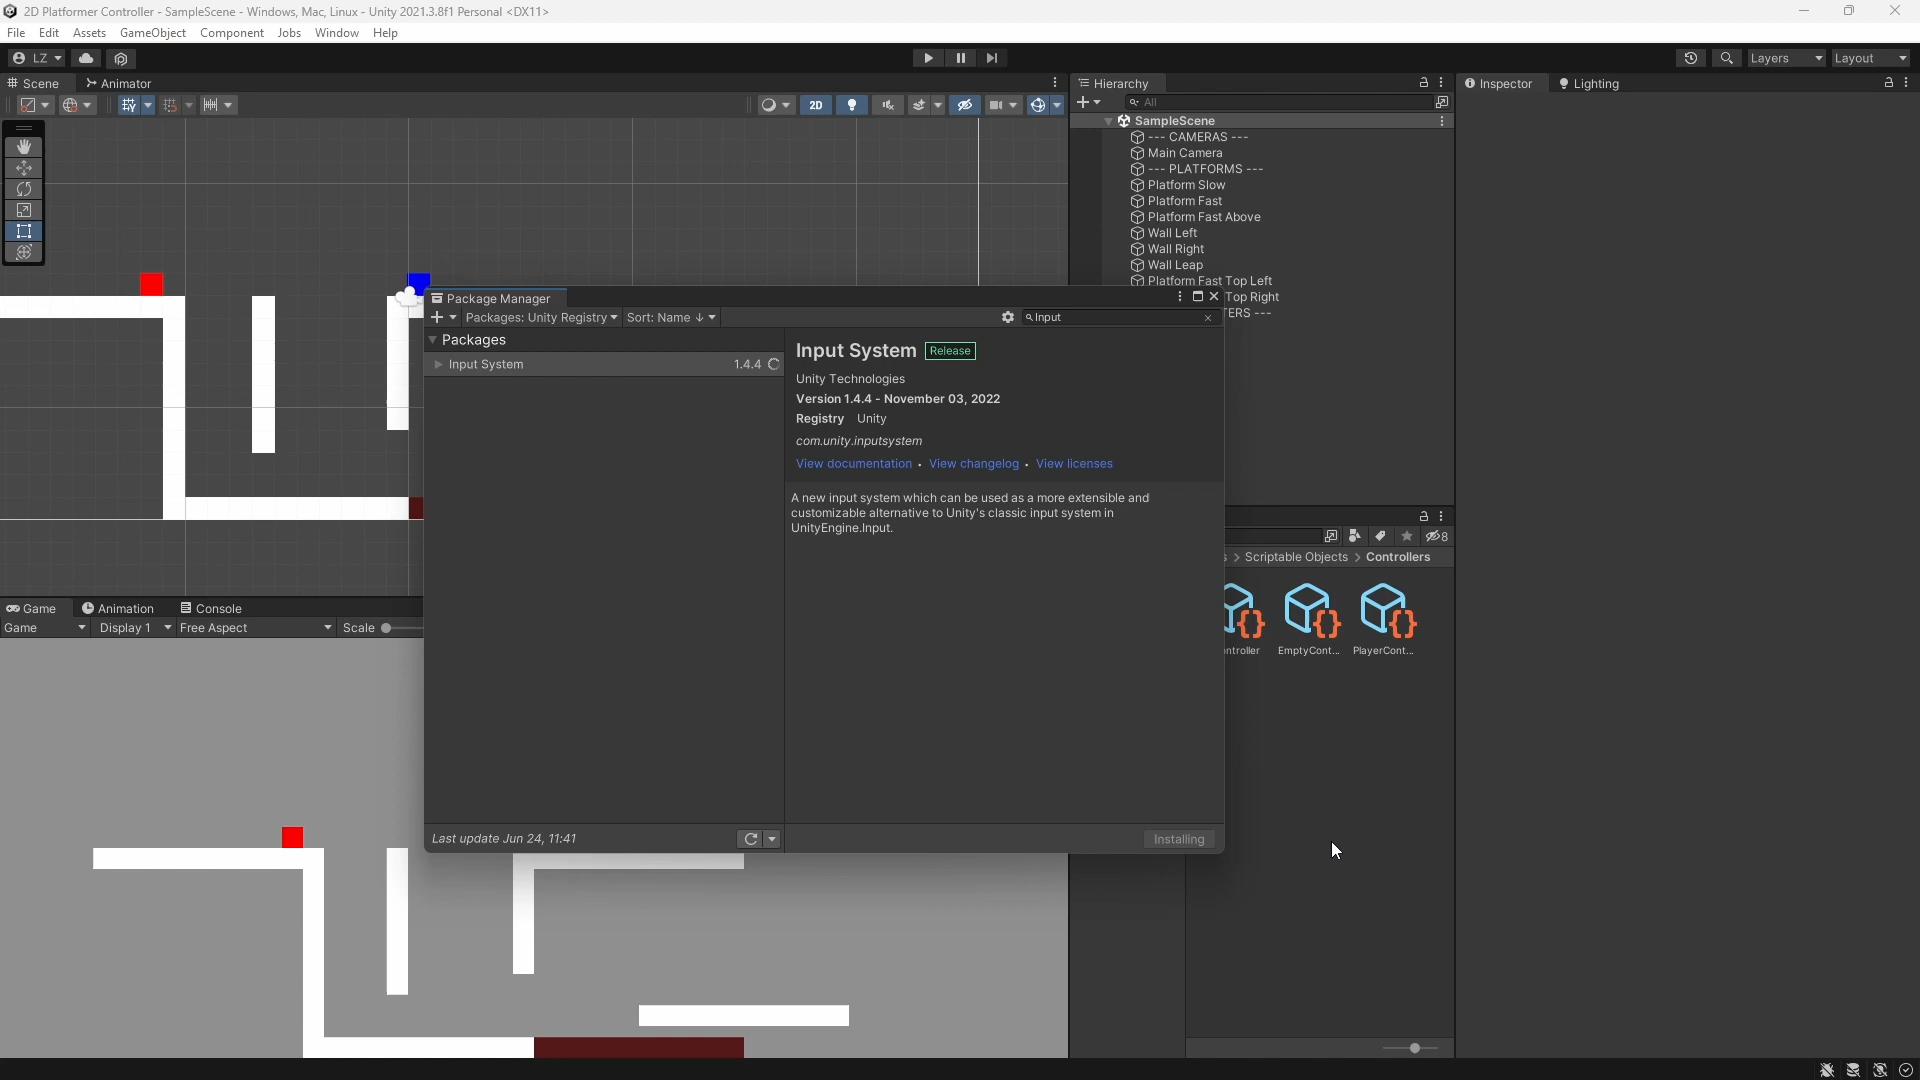 2D Platformer Controller - SampleScene - Windows, Mac, Linux - Unity 2021.3.8f1 Personal <DX11>
File Edit Assets GameObject Component Jobs Window Help
LZ
Layers
Layout
Scene
Animator
2D
Hierarchy
All
SampleScene
--- CAMERAS ---
Main Camera
--- PLATFORMS ---
Platform Slow
Platform Fast
Platform Fast Above
Wall Left
Wall Right
Wall Leap
Platform Fast Top Left
Top Right
TERS ---
Inspector
Lighting
Package Manager
Packages: Unity Registry
Sort: Name ↓
Input
Packages
Input System
1.4.4
Input System Release
Unity Technologies
Version 1.4.4 - November 03, 2022
Registry Unity
com.unity.inputsystem
View documentation • View changelog • View licenses
A new input system which can be used as a more extensible and
customizable alternative to Unity's classic input system in
UnityEngine.Input.
Last update Jun 24, 11:41
Installing
8
s > Scriptable Objects > Controllers
ntroller
EmptyCont...
PlayerCont...
Game
Animation
Console
Game
Display 1
Free Aspect
Scale